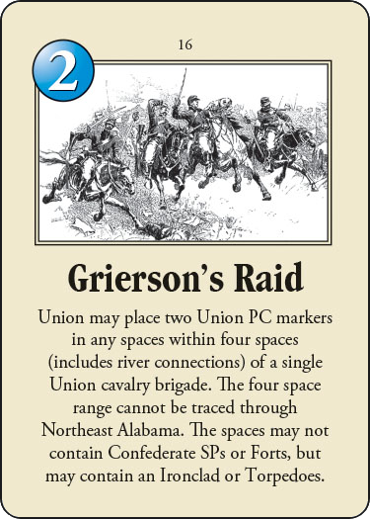 16
2
Grierson's Raid
Union may place two Union PC markers
in any spaces within four spaces
(includes river connections) of a single
Union cavalry brigade. The four space
range cannot be traced through
Northeast Alabama. The spaces may not
contain Confederate SPs or Forts, but
may contain an Ironclad or Torpedoes.